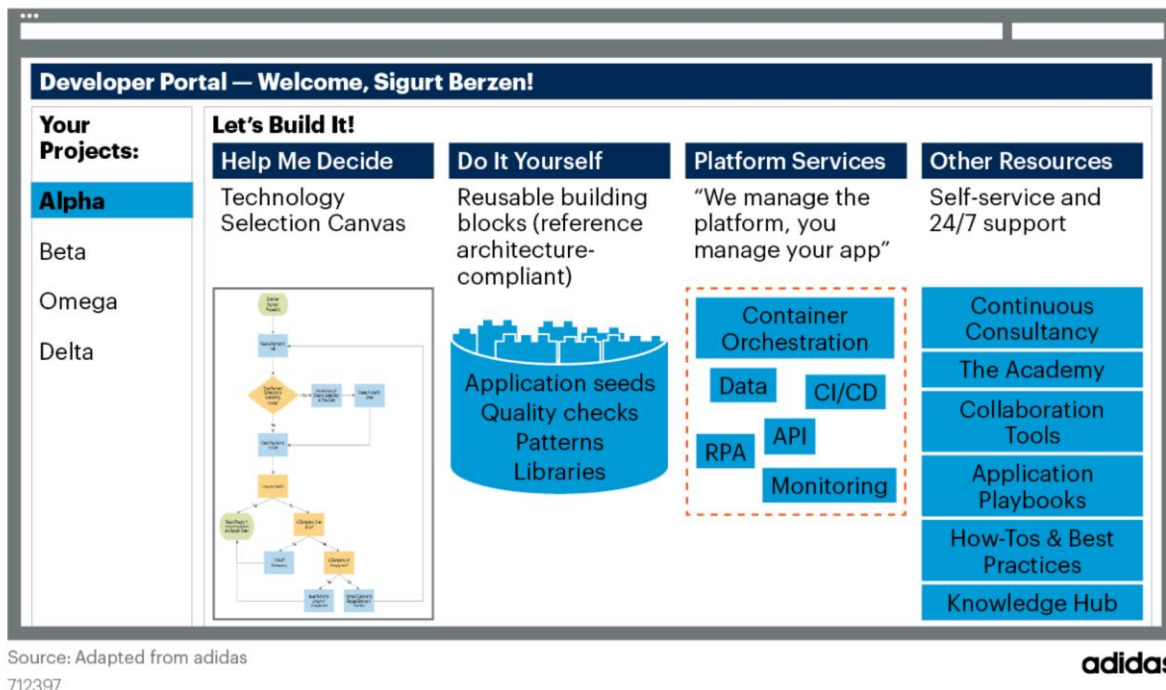 Developer Portal — Welcome, Sigurt Berzen!
Your
Projects:
Alpha
Beta
Omega
Delta
Let's Build It!
Help Me Decide
Technology
Selection Canvas
Do It Yourself
Reusable building
blocks (reference
architecture-
compliant)
Application seeds
Quality checks
Patterns
Libraries
Platform Services
“We manage the
platform, you
manage your app”
Container
Orchestration
Data
CI/CD
API
RPA
Monitoring
Other Resources
Self-service and
24/7 support
Continuous
Consultancy
The Academy
Collaboration
Tools
Application
Playbooks
How-Tos & Best
Practices
Knowledge Hub
Source: Adapted from adidas
712397
adidas